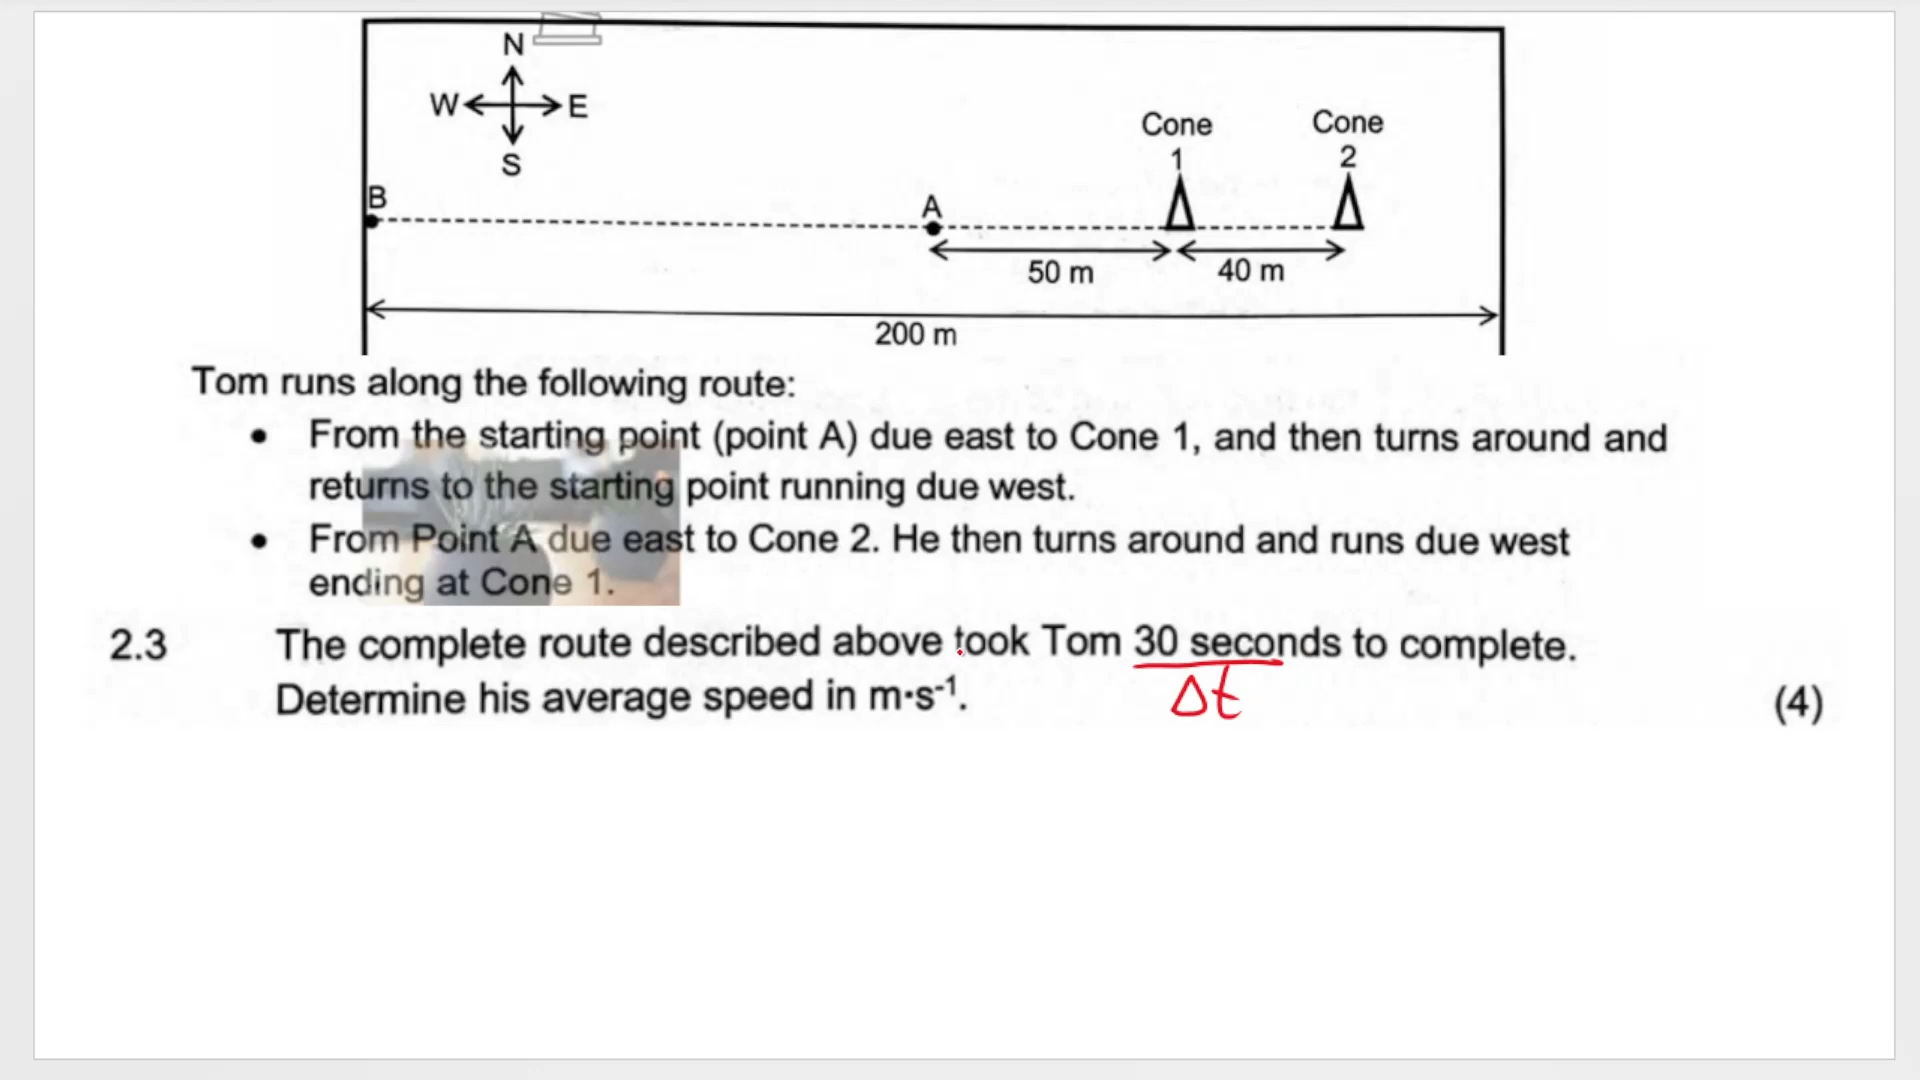 N
W E
S
Cone Cone
1 2
B
A
50 m 40 m
200 m
Tom runs along the following route:
• From the starting point (point A) due east to Cone 1, and then turns around and
returns to the starting point running due west.
• From Point A due east to Cone 2. He then turns around and runs due west
ending at Cone 1.
2.3 The complete route described above took Tom 30 seconds to complete.
Δt
Determine his average speed in m·s⁻¹. (4)